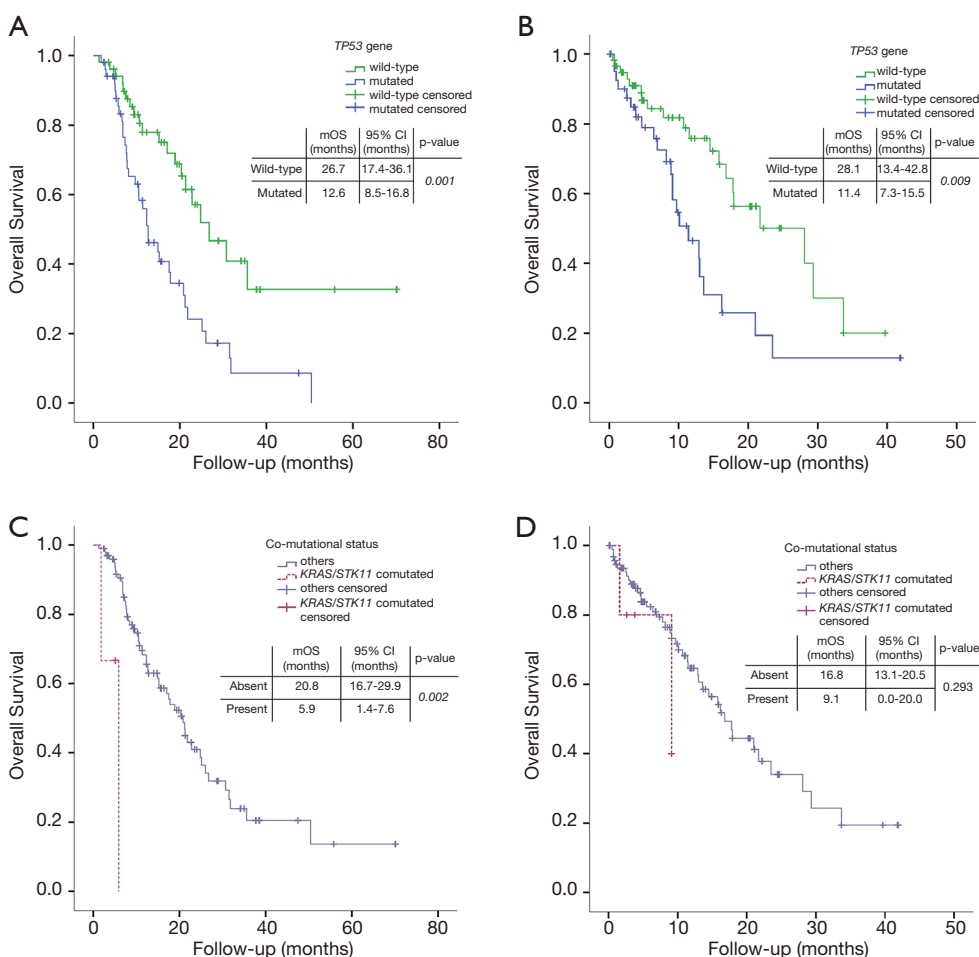 A
TP53 gene
wild-type
mutated
wild-type censored
mutated censored
mOS (months) 95% CI (months) p-value
Wild-type 26.7 17.4-36.1 0.001
Mutated 12.6 8.5-16.8
Overall Survival
1.0
0.8
0.6
0.4
0.2
0.0
0 20 40 60 80
Follow-up (months)
B
TP53 gene
wild-type
mutated
wild-type censored
mutated censored
mOS (months) 95% CI (months) p-value
Wild-type 28.1 13.4-42.8 0.009
Mutated 11.4 7.3-15.5
Overall Survival
1.0
0.8
0.6
0.4
0.2
0.0
0 10 20 30 40 50
Follow-up (months)
C
Co-mutational status
others
KRAS/STK11 comutated
others censored
KRAS/STK11 comutated
censored
mOS (months) 95% CI (months) p-value
Absent 20.8 16.7-29.9 0.002
Present 5.9 1.4-7.6
Overall Survival
1.0
0.8
0.6
0.4
0.2
0.0
0 20 40 60 80
Follow-up (months)
D
Co-mutational status
others
KRAS/STK11 comutated
others censored
KRAS/STK11 comutated
censored
mOS (months) 95% CI (months) p-value
Absent 16.8 13.1-20.5 0.293
Present 9.1 0.0-20.0
Overall Survival
1.0
0.8
0.6
0.4
0.2
0.0
0 10 20 30 40 50
Follow-up (months)